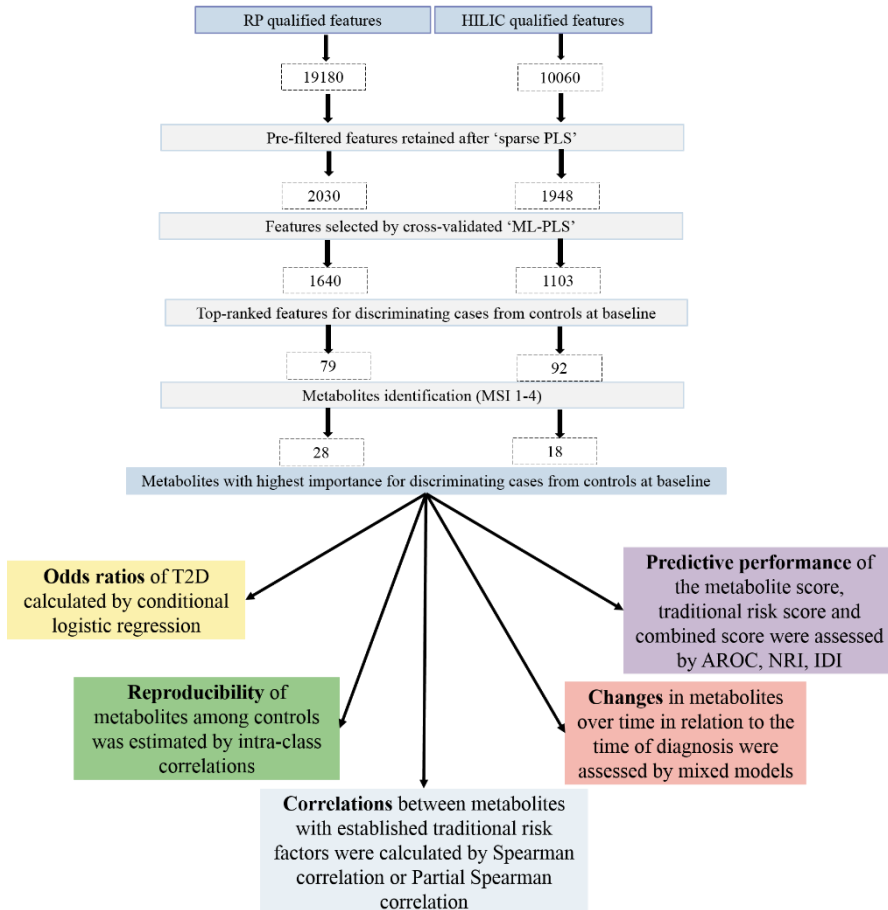 RP qualified features
HILIC qualified features
19180
10060
Pre-filtered features retained after ‘sparse PLS’
2030
1948
Features selected by cross-validated ‘ML-PLS’
1640
1103
Top-ranked features for discriminating cases from controls at baseline
79
92
Metabolites identification (MSI 1-4)
28
18
Metabolites with highest importance for discriminating cases from controls at baseline
Odds ratios of T2D
calculated by conditional
logistic regression
Predictive performance of
the metabolite score,
traditional risk score and
combined score were assessed
by AROC, NRI, IDI
Reproducibility of
metabolites among controls
was estimated by intra-class
correlations
Changes in metabolites
over time in relation to the
time of diagnosis were
assessed by mixed models
Correlations between metabolites
with established traditional risk
factors were calculated by Spearman
correlation or Partial Spearman
correlation